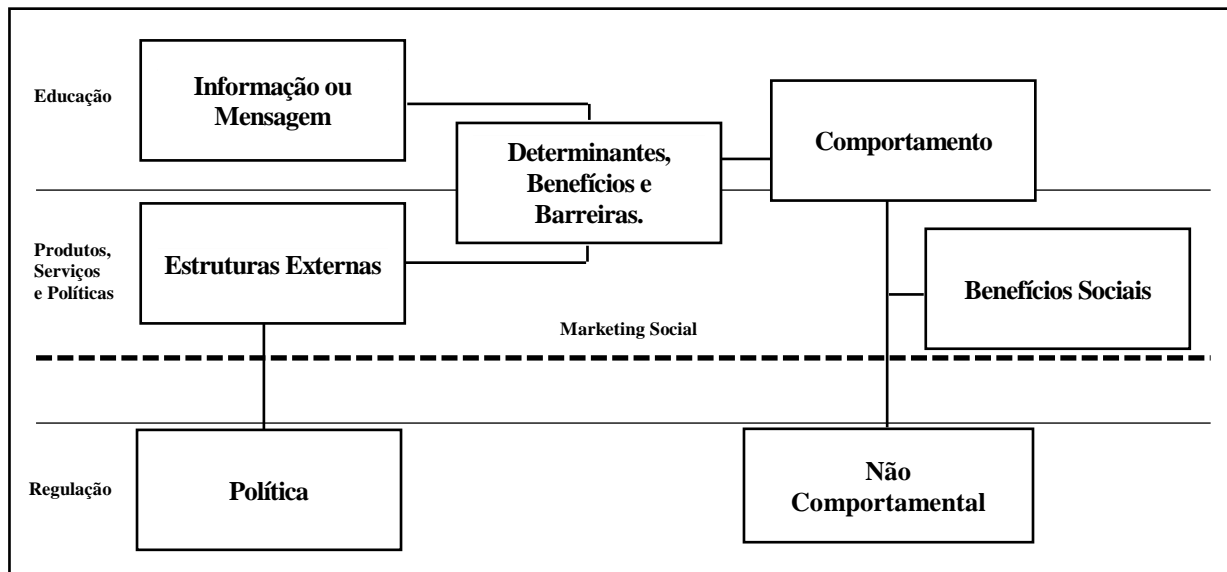 Educação
Informação ou
Mensagem
Determinantes,
Benefícios e
Barreiras.
Comportamento
Produtos,
Serviços
e Políticas
Estruturas Externas
Benefícios Sociais
Marketing Social
Regulação
Política
Não
Comportamental